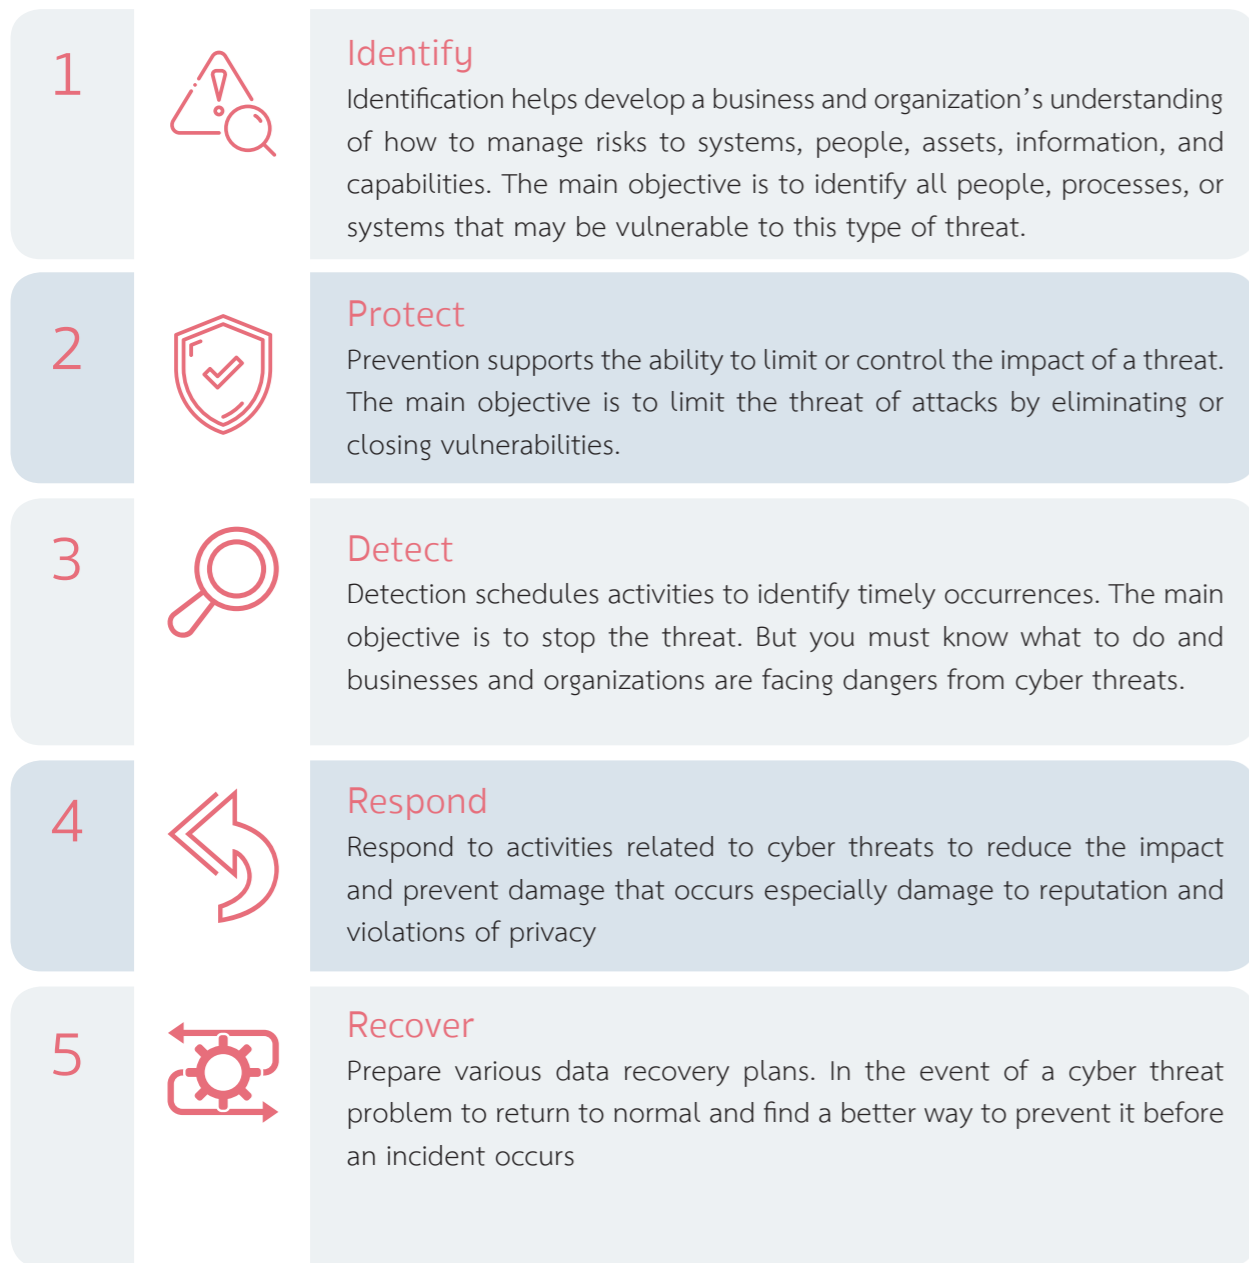 1
Identify
Identification helps develop a business and organization’s understanding
of how to manage risks to systems, people, assets, information, and
capabilities. The main objective is to identify all people, processes, or
systems that may be vulnerable to this type of threat.
2
Protect
Prevention supports the ability to limit or control the impact of a threat.
The main objective is to limit the threat of attacks by eliminating or
closing vulnerabilities.
3
Detect
Detection schedules activities to identify timely occurrences. The main
objective is to stop the threat. But you must know what to do and
businesses and organizations are facing dangers from cyber threats.
4
Respond
Respond to activities related to cyber threats to reduce the impact
and prevent damage that occurs especially damage to reputation and
violations of privacy
5
Recover
Prepare various data recovery plans. In the event of a cyber threat
problem to return to normal and find a better way to prevent it before
an incident occurs